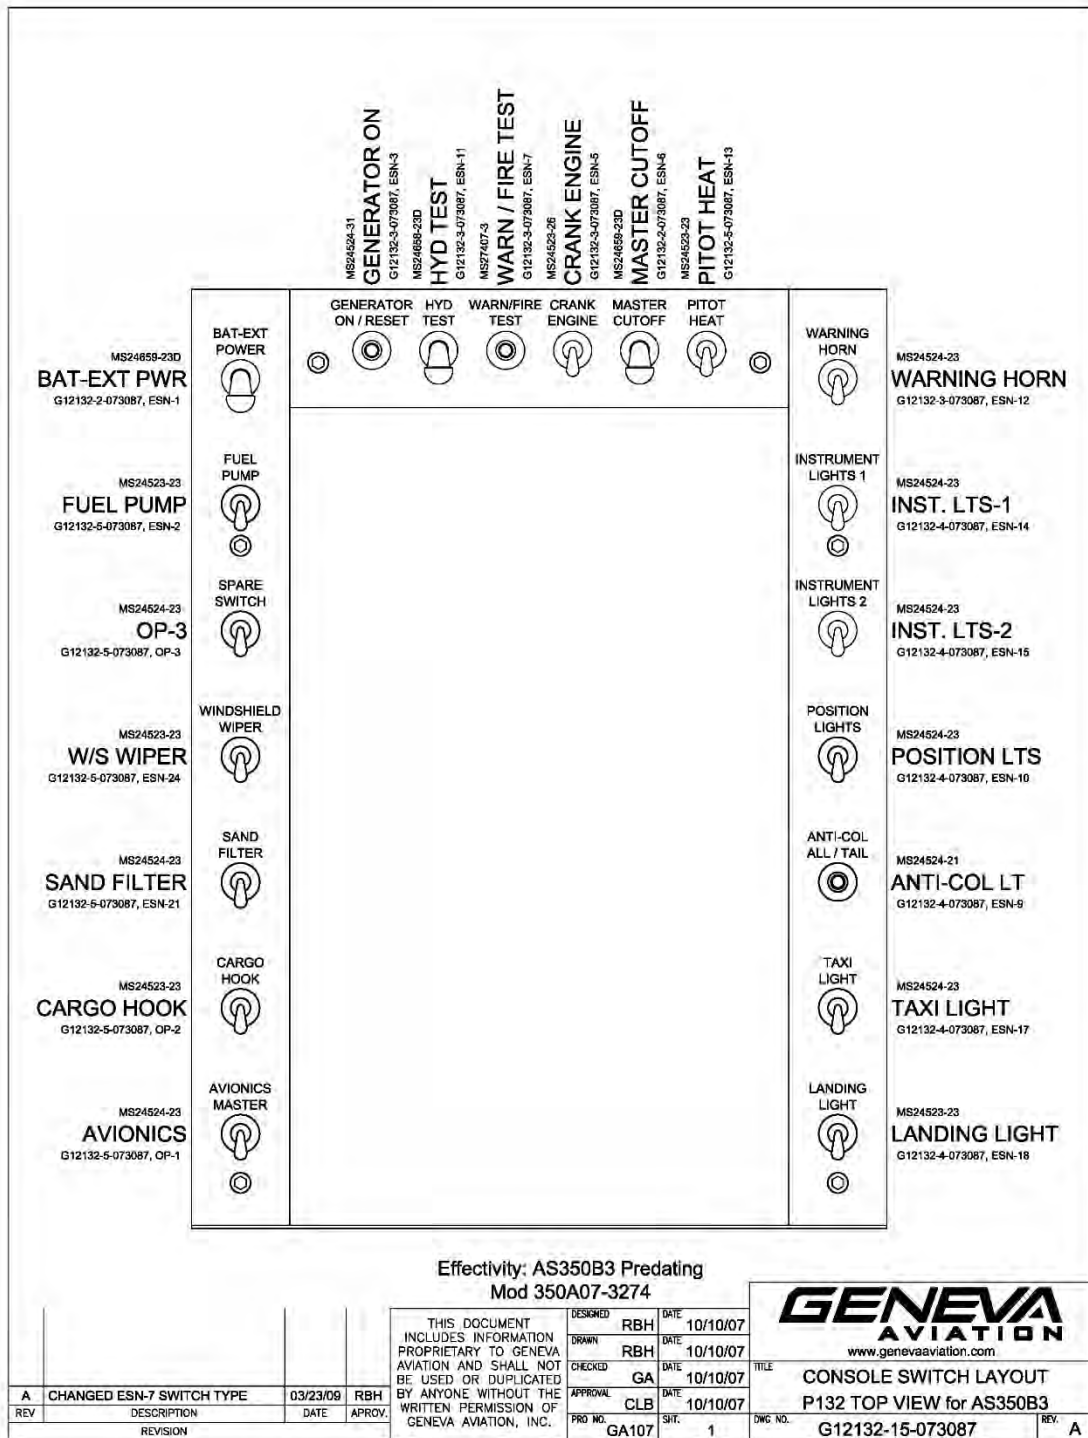 MS24524-31
GENERATOR ON
G12132-3-073087, ESN-3
MS24658-23D
HYD TEST
G12132-3-073087, ESN-11
MS27407-3
WARN / FIRE TEST
G12132-3-073087, ESN-7
MS24523-26
CRANK ENGINE
G12132-3-073087, ESN-5
MS24659-23D
MASTER CUTOFF
G12132-2-073087, ESN-6
MS24523-23
PITOT HEAT
G12132-5-073087, ESN-13
GENERATOR ON / RESET
HYD TEST
WARN/FIRE TEST
CRANK ENGINE
MASTER CUTOFF
PITOT HEAT
MS24659-23D
BAT-EXT PWR
G12132-2-073087, ESN-1
BAT-EXT
POWER
MS24523-23
FUEL PUMP
G12132-5-073087, ESN-2
FUEL
PUMP
MS24524-23
OP-3
G12132-5-073087, OP-3
SPARE
SWITCH
MS24523-23
W/S WIPER
G12132-5-073087, ESN-24
WINDSHIELD
WIPER
MS24524-23
SAND FILTER
G12132-5-073087, ESN-21
SAND
FILTER
MS24523-23
CARGO HOOK
G12132-5-073087, OP-2
CARGO
HOOK
MS24524-23
AVIONICS
G12132-5-073087, OP-1
AVIONICS
MASTER
WARNING
HORN
MS24524-23
WARNING HORN
G12132-3-073087, ESN-12
INSTRUMENT
LIGHTS 1
MS24524-23
INST. LTS-1
G12132-4-073087, ESN-14
INSTRUMENT
LIGHTS 2
MS24524-23
INST. LTS-2
G12132-4-073087, ESN-15
POSITION
LIGHTS
MS24524-23
POSITION LTS
G12132-4-073087, ESN-10
ANTI-COL
ALL / TAIL
MS24524-21
ANTI-COL LT
G12132-4-073087, ESN-9
TAXI
LIGHT
MS24524-23
TAXI LIGHT
G12132-4-073087, ESN-17
LANDING
LIGHT
MS24523-23
LANDING LIGHT
G12132-4-073087, ESN-18
Effectivity: AS350B3 Predating
Mod 350A07-3274
A CHANGED ESN-7 SWITCH TYPE 03/23/09 RBH
REV DESCRIPTION DATE APROV.
REVISION
THIS DOCUMENT
INCLUDES INFORMATION
PROPRIETARY TO GENEVA
AVIATION AND SHALL NOT
BE USED OR DUPLICATED
BY ANYONE WITHOUT THE
WRITTEN PERMISSION OF
GENEVA AVIATION, INC.
DESIGNED RBH DATE 10/10/07
DRAWN RBH DATE 10/10/07
CHECKED GA DATE 10/10/07
APPROVAL CLB DATE 10/10/07
PRO NO. GA107 SHT. 1
GENEVA
AVIATION
www.genevaaviation.com
TITLE
CONSOLE SWITCH LAYOUT
P132 TOP VIEW for AS350B3
DWG NO. G12132-15-073087 REV. A